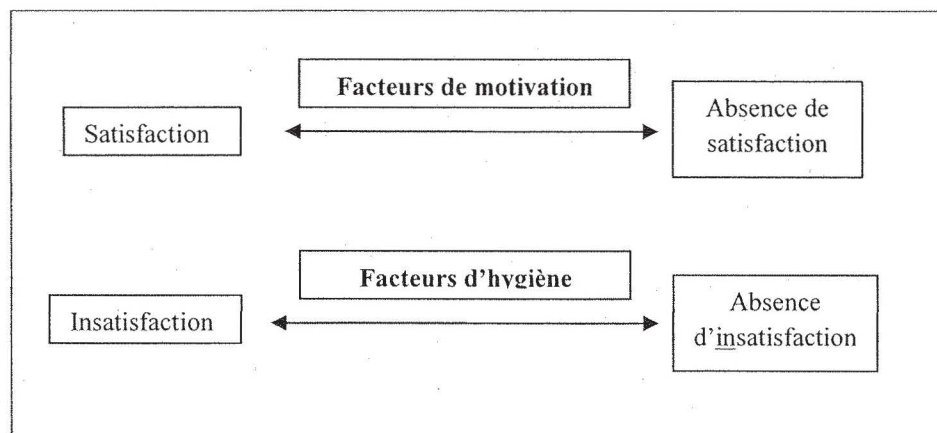 Facteurs de motivation
Satisfaction
Absence de
satisfaction
Facteurs d'hygiène
Insatisfaction
Absence
d'insatisfaction